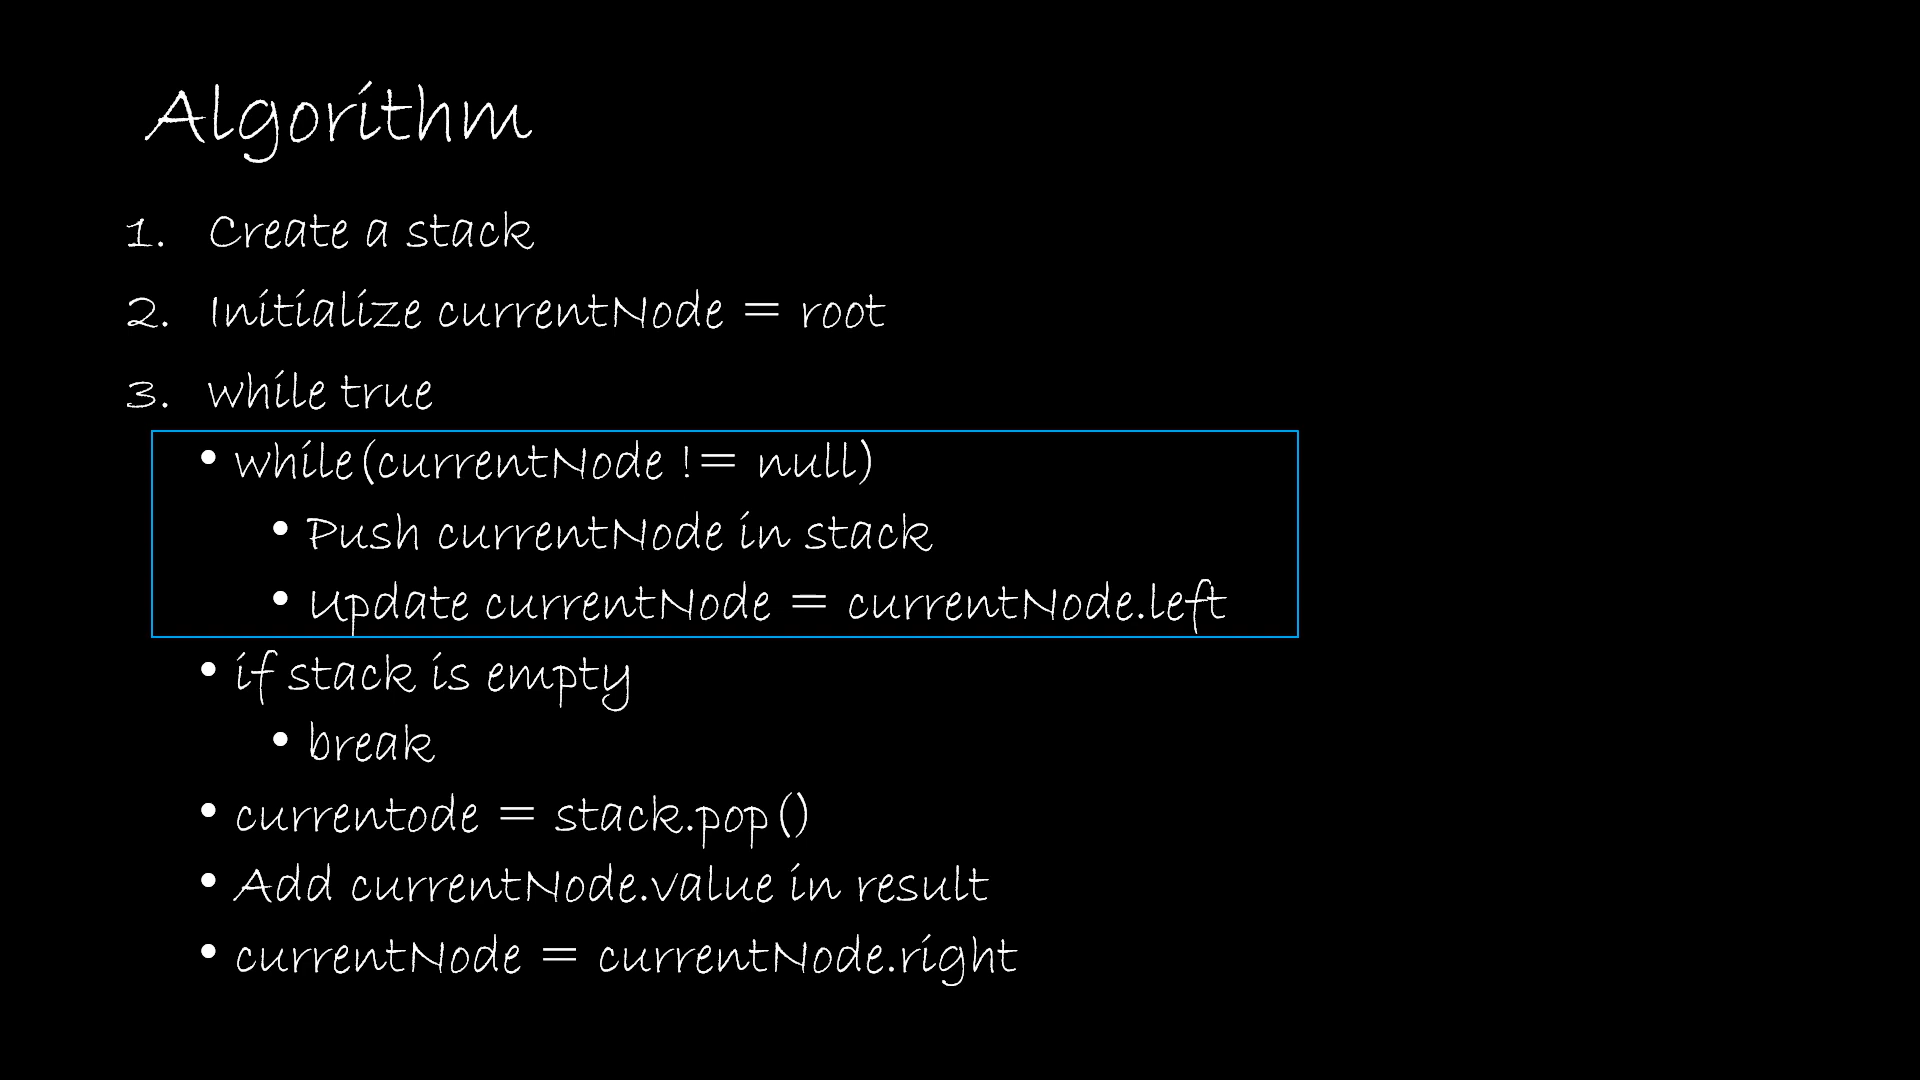 Algorithm
1. Create a stack
2. Initialize currentNode = root
3. while true
• while(currentNode != null)
• Push currentNode in stack
• Update currentNode = currentNode.left
• if stack is empty
• break
• currentode = stack.pop()
• Add currentNode.value in result
• currentNode = currentNode.right